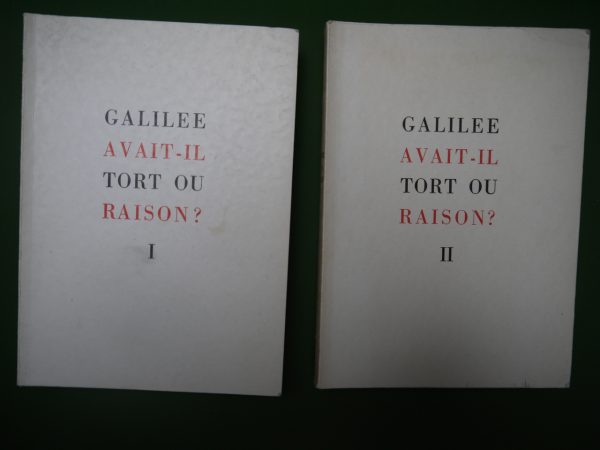 GALILEE
AVAIT-IL
TORT OU
RAISON?
I
GALILEE
AVAIT-IL
TORT OU
RAISON?
II